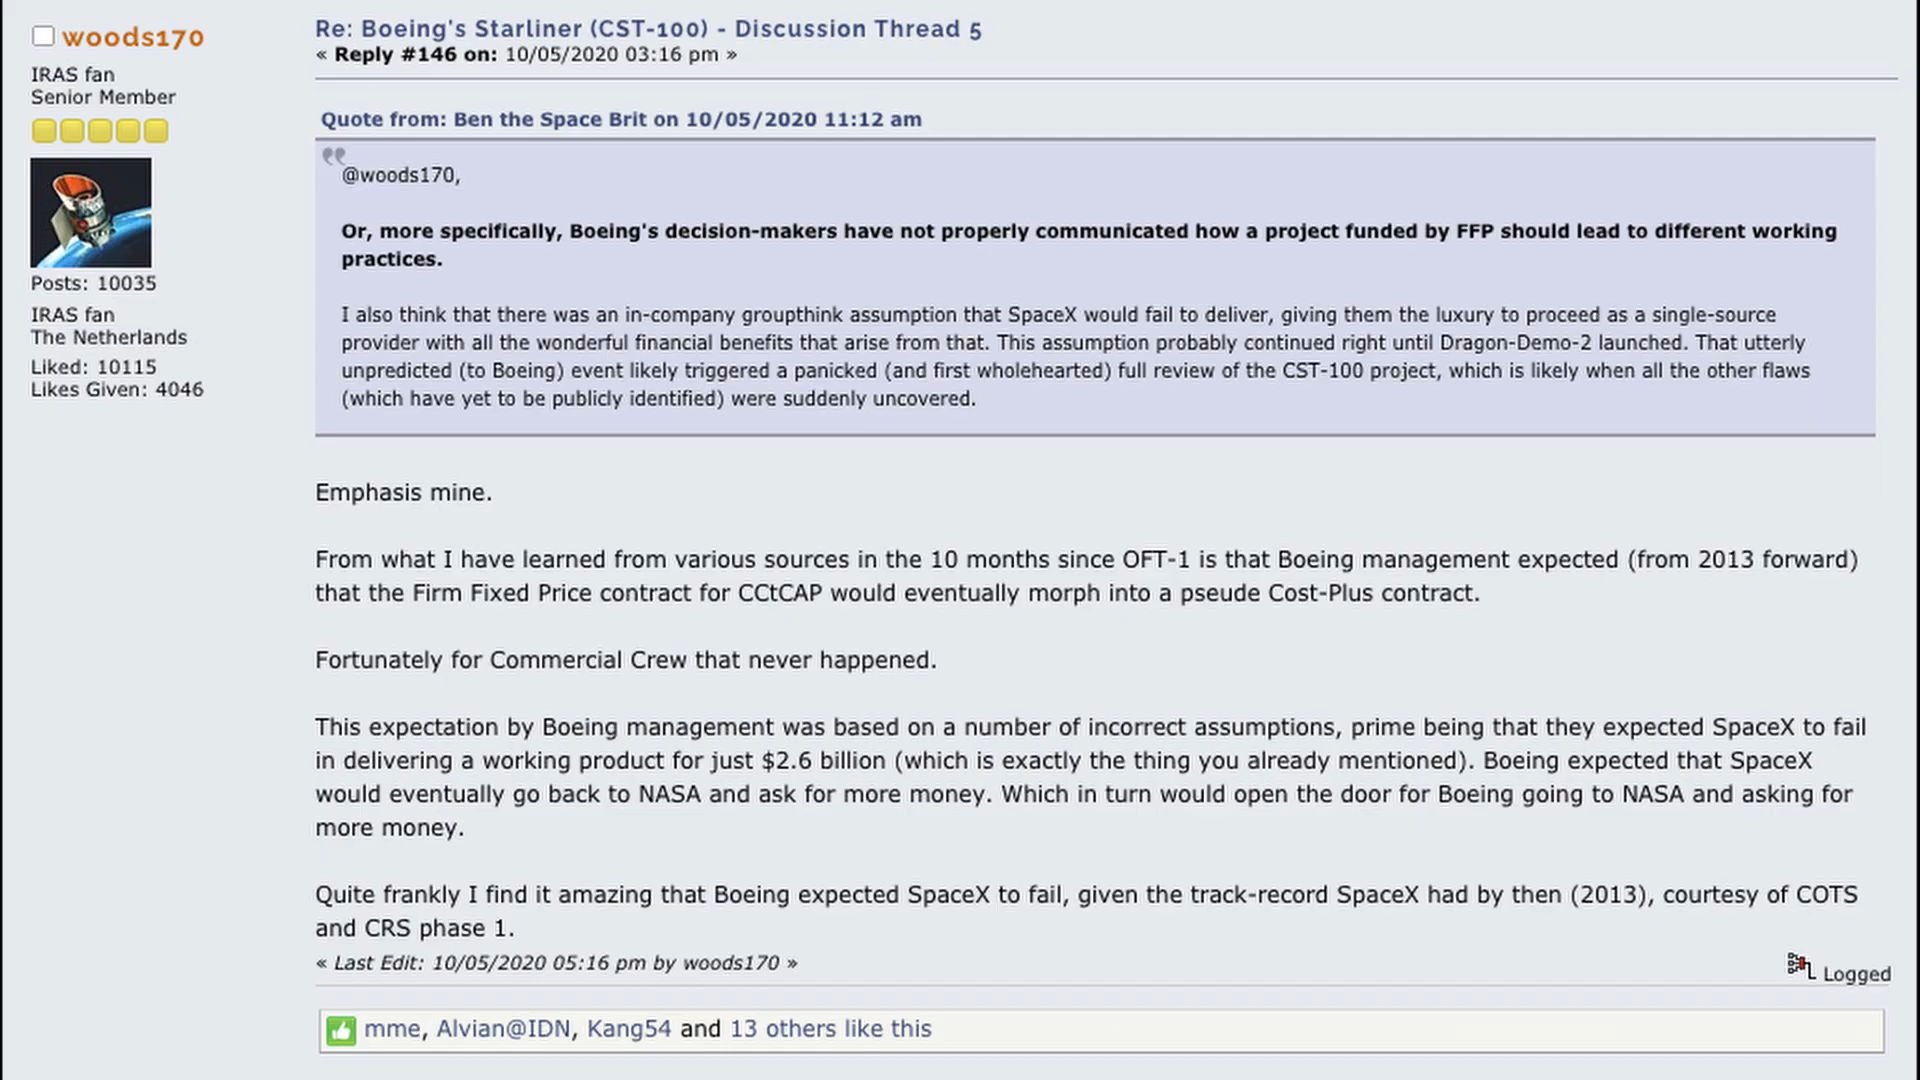 woods170
IRAS fan
Senior Member
Posts: 10035
IRAS fan
The Netherlands
Liked: 10115
Likes Given: 4046
Re: Boeing's Starliner (CST-100) - Discussion Thread 5
« Reply #146 on: 10/05/2020 03:16 pm »
Quote from: Ben the Space Brit on 10/05/2020 11:12 am
@woods170,
Or, more specifically, Boeing's decision-makers have not properly communicated how a project funded by FFP should lead to different working
practices.
I also think that there was an in-company groupthink assumption that SpaceX would fail to deliver, giving them the luxury to proceed as a single-source
provider with all the wonderful financial benefits that arise from that. This assumption probably continued right until Dragon-Demo-2 launched. That utterly
unpredicted (to Boeing) event likely triggered a panicked (and first wholehearted) full review of the CST-100 project, which is likely when all the other flaws
(which have yet to be publicly identified) were suddenly uncovered.
Emphasis mine.
From what I have learned from various sources in the 10 months since OFT-1 is that Boeing management expected (from 2013 forward)
that the Firm Fixed Price contract for CCtCAP would eventually morph into a pseude Cost-Plus contract.
Fortunately for Commercial Crew that never happened.
This expectation by Boeing management was based on a number of incorrect assumptions, prime being that they expected SpaceX to fail
in delivering a working product for just $2.6 billion (which is exactly the thing you already mentioned). Boeing expected that SpaceX
would eventually go back to NASA and ask for more money. Which in turn would open the door for Boeing going to NASA and asking for
more money.
Quite frankly I find it amazing that Boeing expected SpaceX to fail, given the track-record SpaceX had by then (2013), courtesy of COTS
and CRS phase 1.
« Last Edit: 10/05/2020 05:16 pm by woods170 »
Logged
mme, Alvian@IDN, Kang54 and 13 others like this